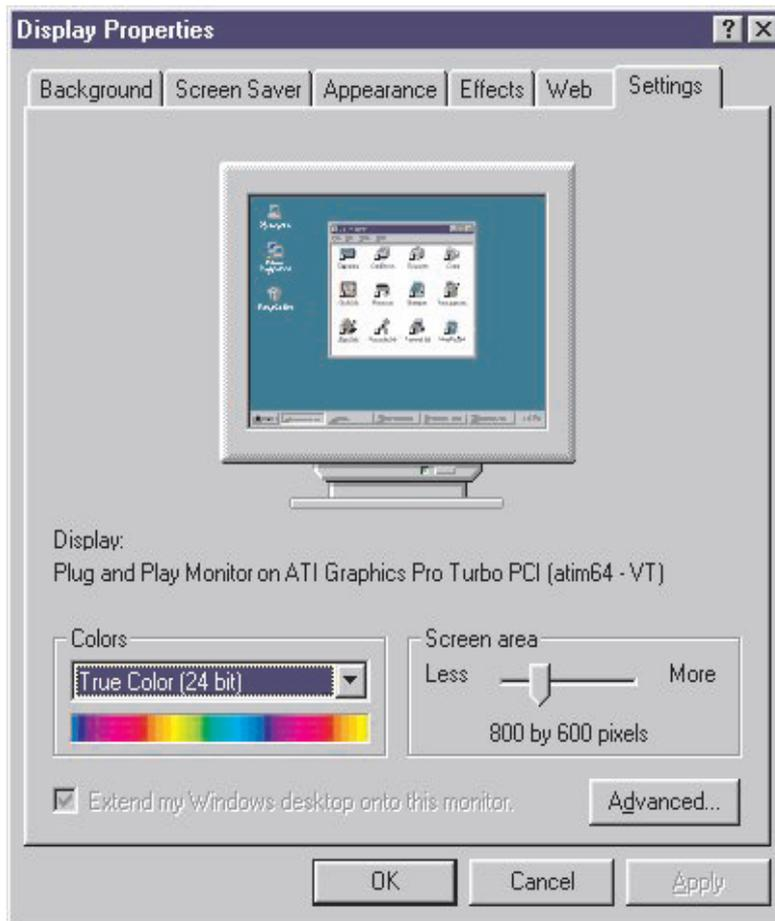 Display Properties
Background Screen Saver Appearance Effects Web Settings
Display:
Plug and Play Monitor on ATI Graphics Pro Turbo PCI (atim64 - VT)
Colors
True Color (24 bit)
Screen area
Less More
800 by 600 pixels
Extend my Windows desktop onto this monitor.
Advanced...
OK Cancel Apply